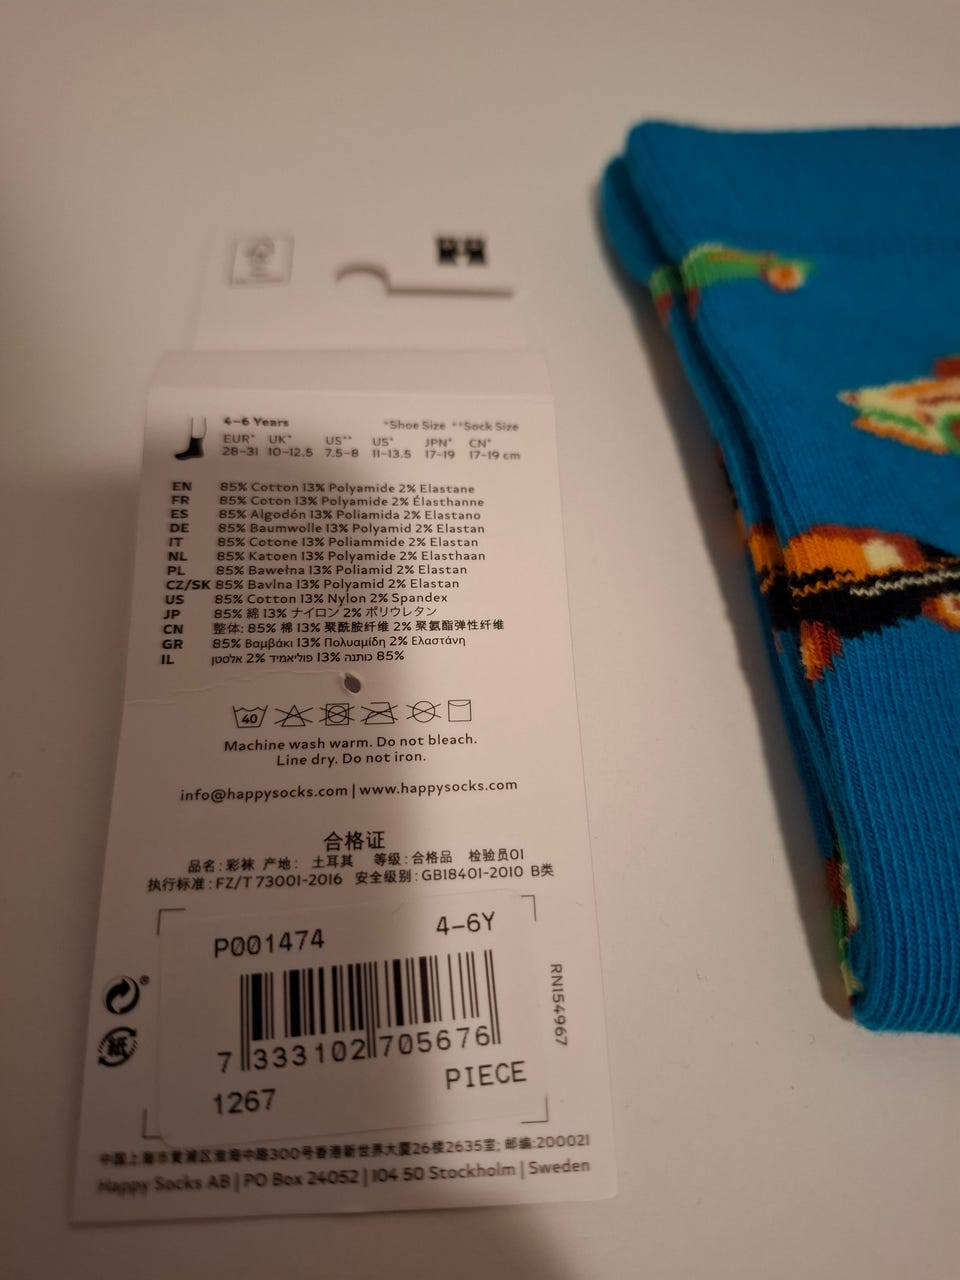 4-6 Years *Shoe Size **Sock Size
EUR* UK* US** US* JPN* CN*
28-31 10-12.5 7.5-8 11-13.5 17-19 17-19 cm
EN 85% Cotton 13% Polyamide 2% Elastane
FR 85% Coton 13% Polyamide 2% Élasthanne
ES 85% Algodón 13% Poliamida 2% Elastano
DE 85% Baumwolle 13% Polyamid 2% Elastan
IT 85% Cotone 13% Poliammide 2% Elastan
NL 85% Katoen 13% Polyamide 2% Elasthaan
PL 85% Bawełna 13% Poliamid 2% Elastan
CZ/SK 85% Bavlna 13% Polyamid 2% Elastan
US 85% Cotton 13% Nylon 2% Spandex
JP 85% 綿 13% ナイロン 2% ポリウレタン
CN 整体: 85% 棉 13% 聚酰胺纤维 2% 聚氨酯弹性纤维
GR 85% Βαμβάκι 13% Πολυαμίδη 2% Ελαστάνη
IL 85% כותנה 13% פוליאמיד 2% אלסטן
40
Machine wash warm. Do not bleach.
Line dry. Do not iron.
info@happysocks.com | www.happysocks.com
合格证
品名: 彩袜 产地: 土耳其 等级: 合格品 检验员01
执行标准: FZ/T 73001-2016 安全级别: GB18401-2010 B类
P001474 4-6Y
7 333102 705676
1267 PIECE
RN154967
紙
中国上海市黄浦区淮海中路300号香港新世界大厦26楼2635室; 邮编:200021
Happy Socks AB | PO Box 24052 | 104 50 Stockholm | Sweden